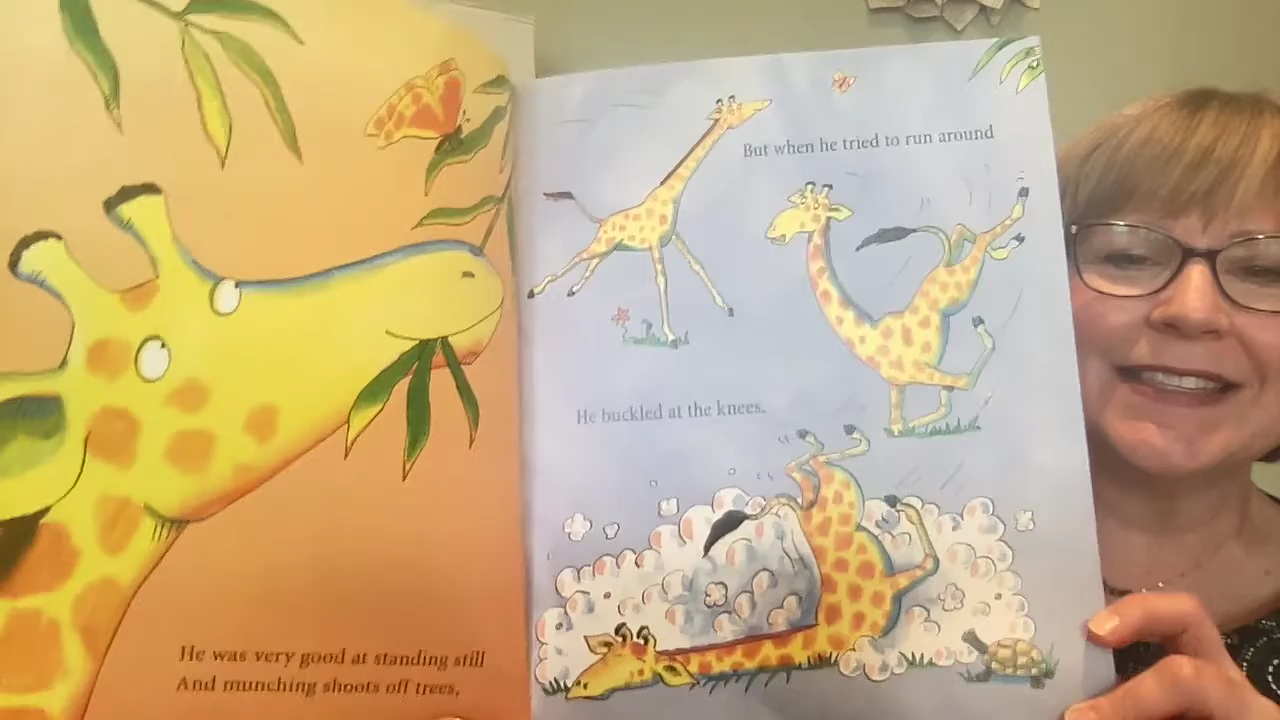 He was very good at standing still
And munching shoots off trees,
But when he tried to run around
He buckled at the knees.